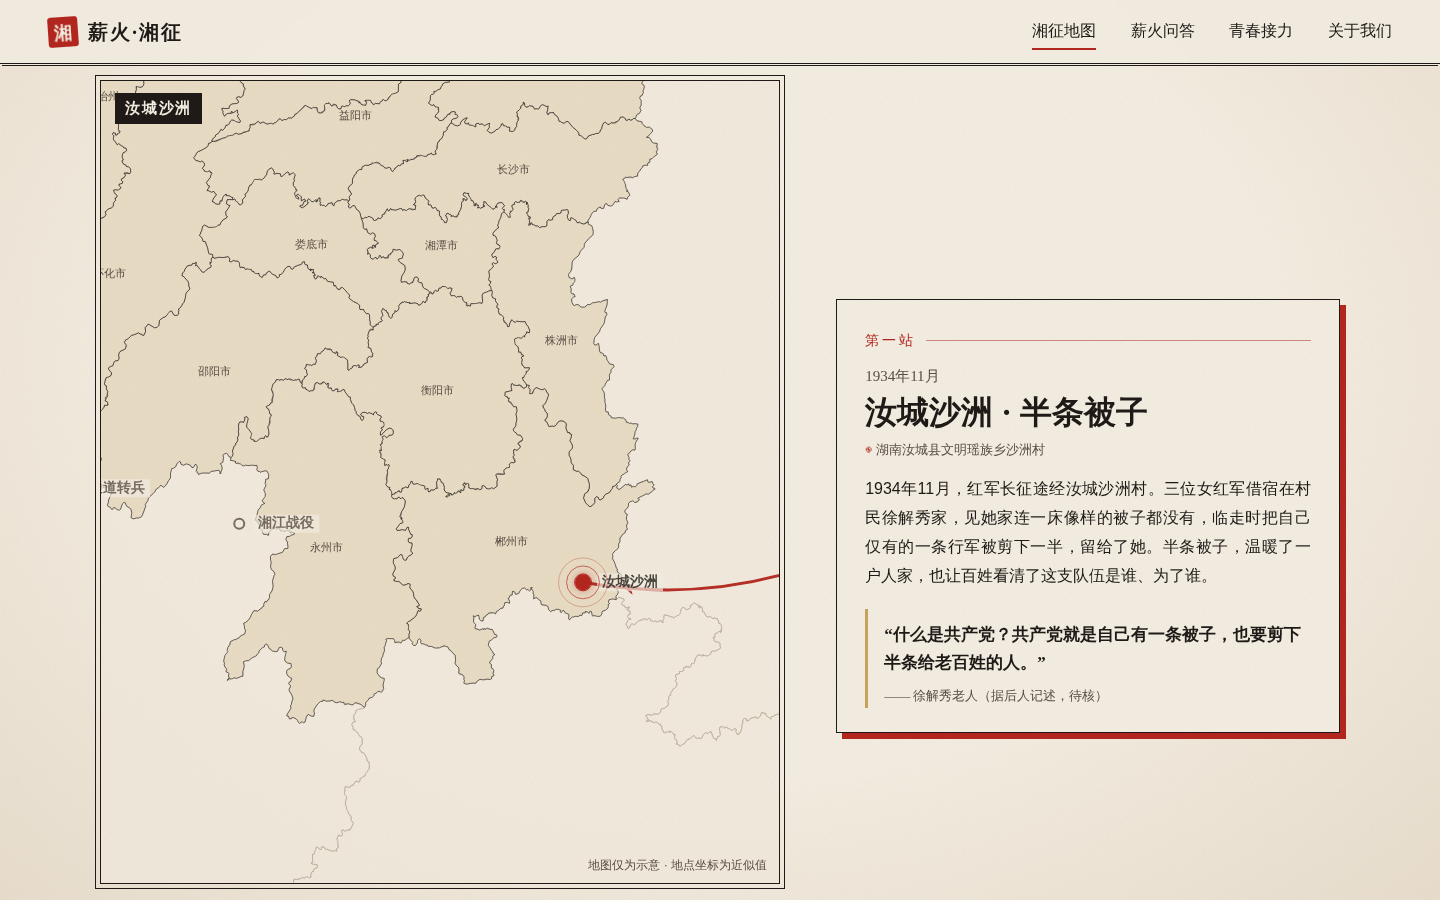 湘
薪火·湘征
湘征地图
薪火问答
青春接力
关于我们
汝城沙洲
益阳市
长沙市
娄底市
湘潭市
化市
株洲市
邵阳市
衡阳市
道转兵
湘江战役
永州市
郴州市
汝城沙洲
地图仅为示意 · 地点坐标为近似值
第一站
1934年11月
汝城沙洲 · 半条被子
湖南汝城县文明瑶族乡沙洲村
1934年11月，红军长征途经汝城沙洲村。三位女红军借宿在村
民徐解秀家，见她家连一床像样的被子都没有，临走时把自己
仅有的一条行军被剪下一半，留给了她。半条被子，温暖了一
户人家，也让百姓看清了这支队伍是谁、为了谁。
“什么是共产党？共产党就是自己有一条被子，也要剪下
半条给老百姓的人。”
—— 徐解秀老人（据后人记述，待核）